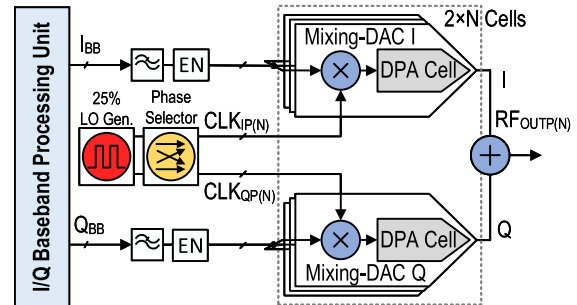 I/Q Baseband Processing Unit
I_BB
EN
Mixing-DAC I
2×N Cells
DPA Cell
I
25%
LO Gen.
Phase
Selector
CLK_IP(N)
RF_OUTP(N)
CLK_QP(N)
Q_BB
EN
DPA Cell
Q
Mixing-DAC Q